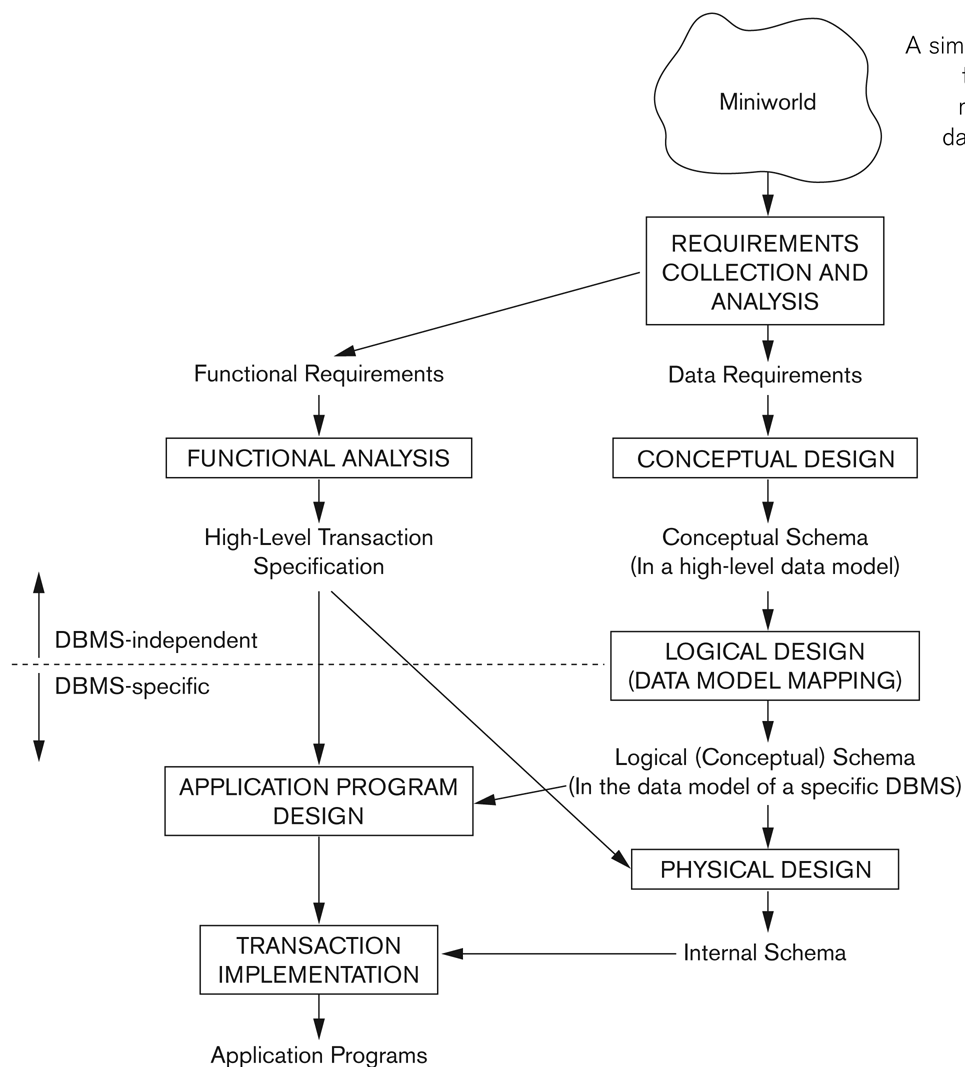 A sim
Miniworld
REQUIREMENTS
COLLECTION AND
ANALYSIS
Functional Requirements
Data Requirements
FUNCTIONAL ANALYSIS
CONCEPTUAL DESIGN
High-Level Transaction
Specification
Conceptual Schema
(In a high-level data model)
DBMS-independent
DBMS-specific
LOGICAL DESIGN
(DATA MODEL MAPPING)
Logical (Conceptual) Schema
(In the data model of a specific DBMS)
APPLICATION PROGRAM
DESIGN
PHYSICAL DESIGN
TRANSACTION
IMPLEMENTATION
Internal Schema
Application Programs